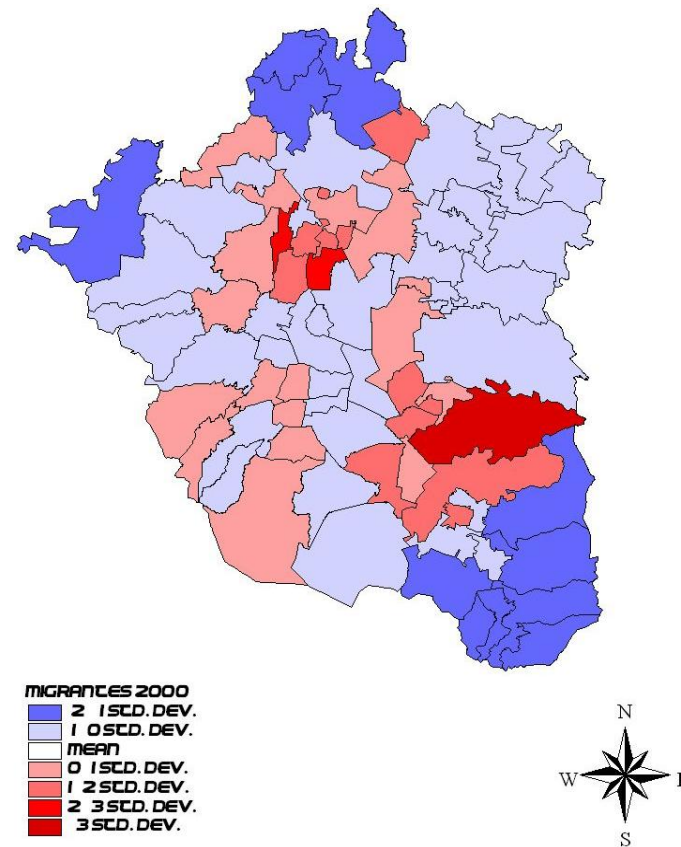 MIGRANTES 2000
2 1 STD. DEV.
1 0 STD. DEV.
MEAN
0 1 STD. DEV.
1 2 STD. DEV.
2 3 STD. DEV.
3 STD. DEV.
N
W
S